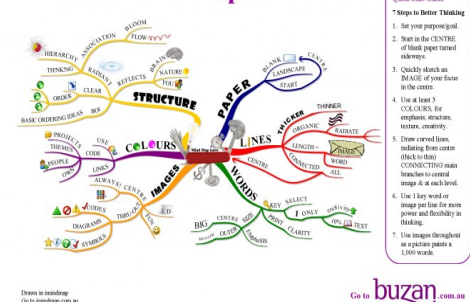 7 Steps to Better Thinking
1. Set your purpose/goal.
2. Start in the CENTRE
of blank paper turned
sideways.
3. Quickly sketch an
IMAGE of your focus
in the centre.
4. Use at least 3
COLOURS, for
emphasis, structure,
texture, creativity.
5. Draw curved lines,
radiating from centre
(thick to thin)
CONNECTING main
branches to central
image & at each level.
6. Use 1 key word or
image per line for more
power and flexibility in
thinking.
7. Use images throughout
as a picture paints a
1,000 words.
STRUCTURE
HIERARCHY
THINKING
ASSOCIATION
BLOOM
FLOW
RADIANT
REFLECTS
BRAIN
NATURE
YOU
ORDER
CLEAR
BASIC ORDERING IDEAS
BOI
PAPER
BLANK
LANDSCAPE
START
CENTRE
LINES
THICKER
THINNER
ORGANIC
RADIATE
LENGTH =
IMAGE
WORD
CONNECTED
ALL
CENTRE
COLOURS
USE
PROJECTS
THEMES
PEOPLE
OWN
CODE
LINKS
IMAGES
ALWAYS!
CENTRE
THRU/OUT
CODES
DIAGRAMS
SYMBOLS
FUN
WORDS
KEY
SELECT
1 ONLY
TEXT
PRINT
CLARITY
SIZE
EMPHASIS
BIG
CENTRE
OUTER
Drawn in imindmap
Go to imindmap.com.au
Go to buzan.com.au